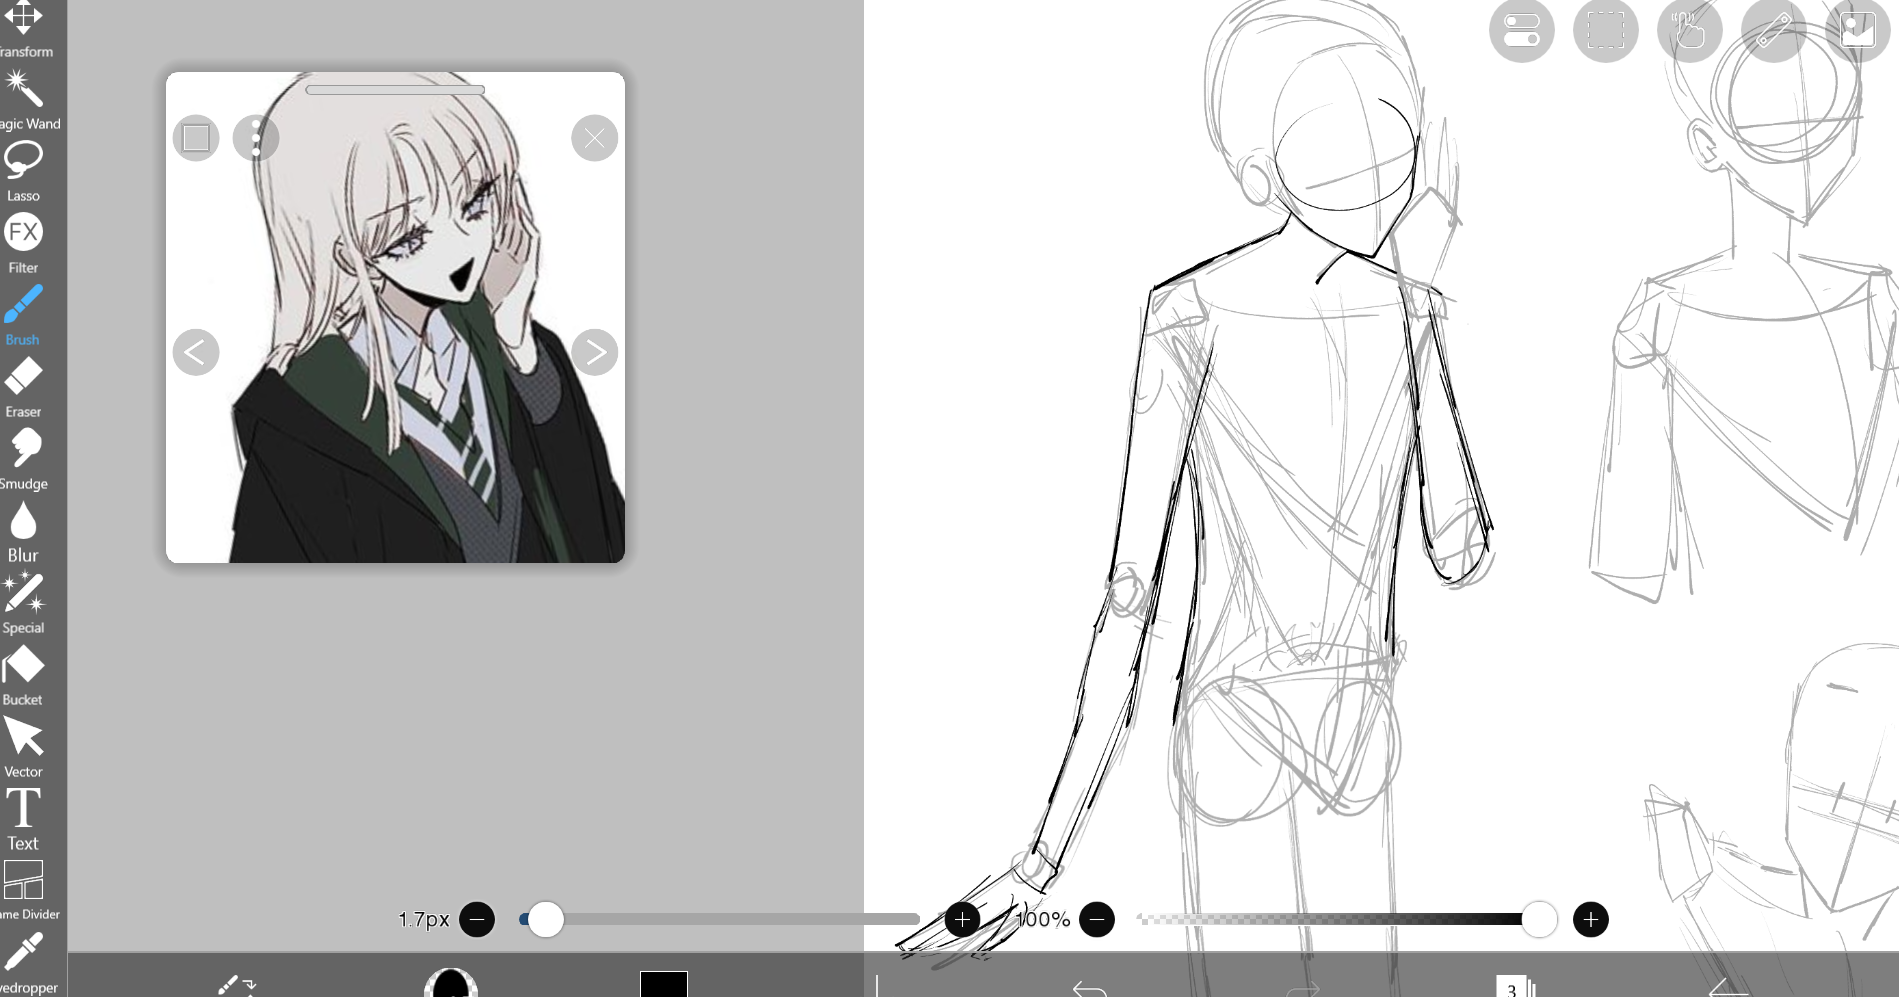 ransform
agic Wand
Lasso
FX
Filter
Brush
Eraser
Smudge
Blur
Special
Bucket
Vector
T
Text
ame Divider
yedropper
1.7px
100%
3